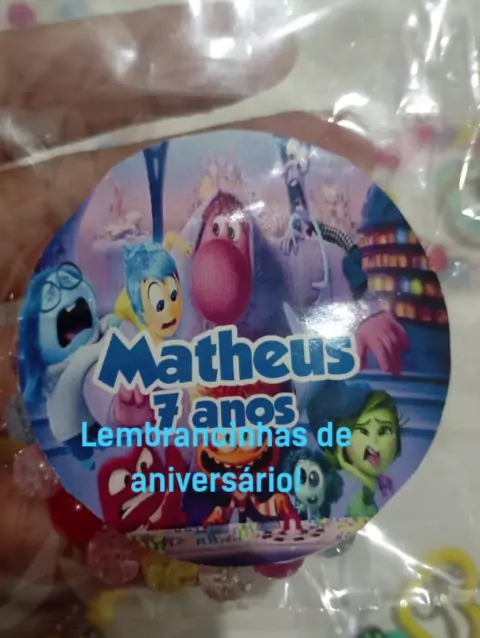 Matheus
7 anos
Lembrancinhas de
aniversário!